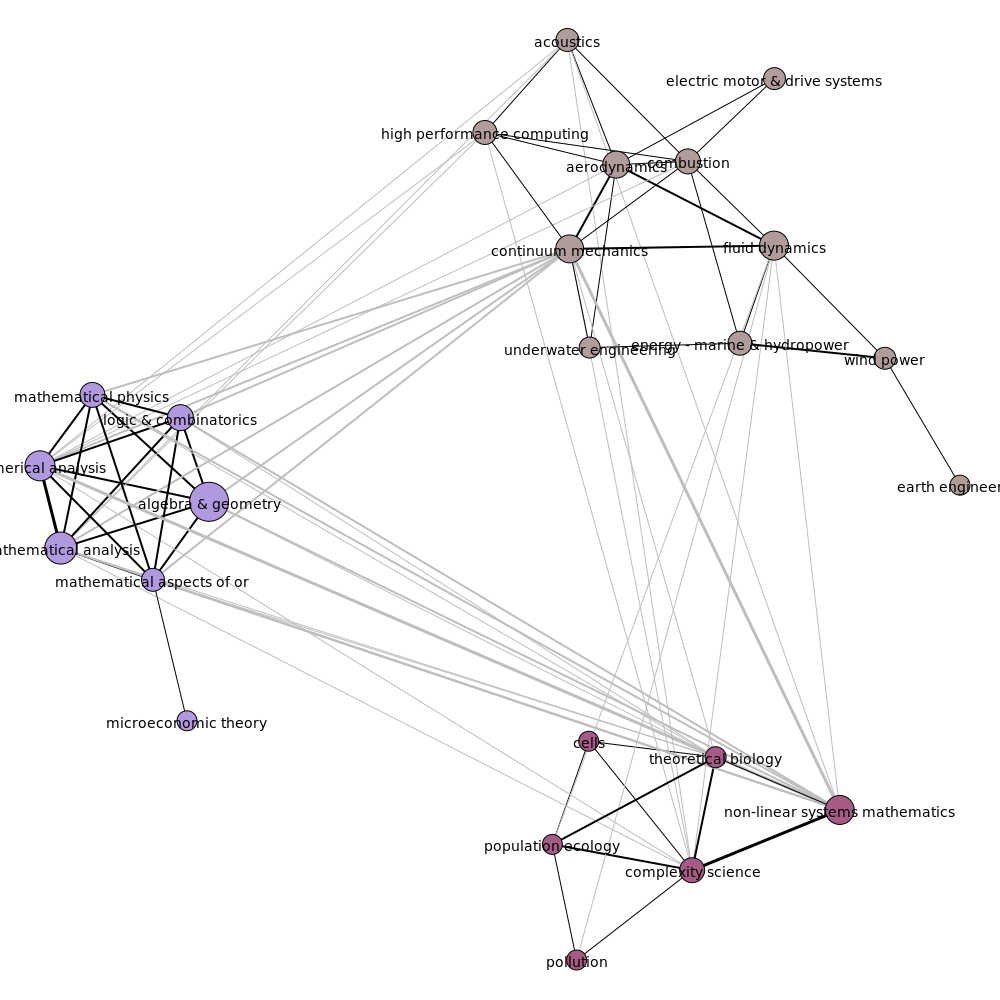 acoustics
electric motor & drive systems
high performance computing
combustion
aerodynamics
continuum mechanics
fluid dynamics
underwater engineering
energy - marine & hydropower
wind power
mathematical physics
logic & combinatorics
erical analysis
earth engineer
algebra & geometry
thematical analysis
mathematical aspects of or
microeconomic theory
cells
theoretical biology
non-linear systems mathematics
population ecology
complexity science
pollution